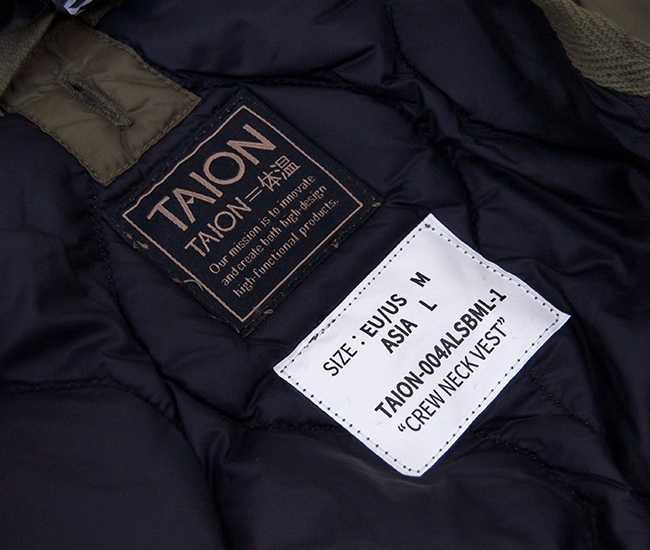 TAION
TAION=体温
Our mission is to innovate
and create both high-design
high-functional products.
SIZE : EU/US M
ASIA L
TAION-004ALSBML-1
“CREW NECK VEST”